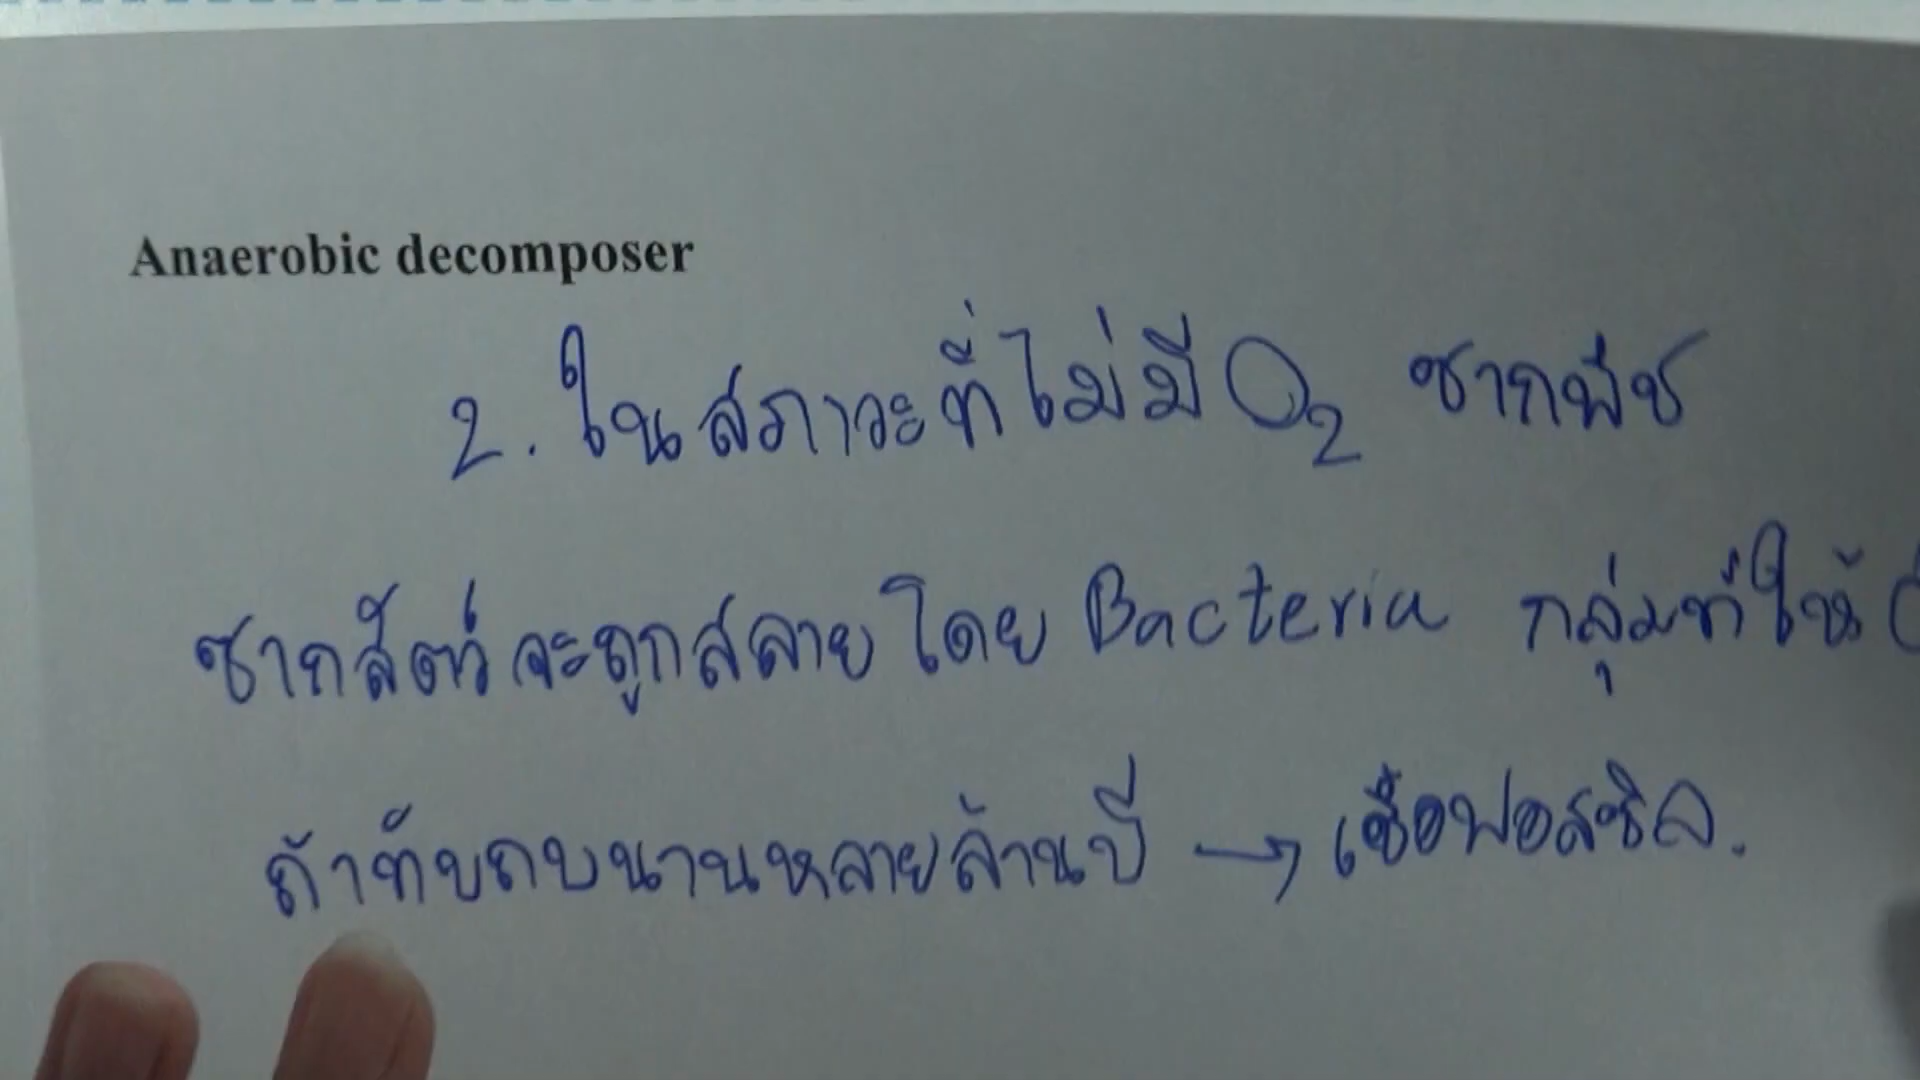 Anaerobic decomposer
2. ในสภาวะที่ไม่มี O₂ ซากพืช
ซากสัตว์จะถูกสลายโดย Bacteria กลุ่มที่ให้
ถ้าทับถบนานหลายล้านปี → เชื้อฟอสซิล.